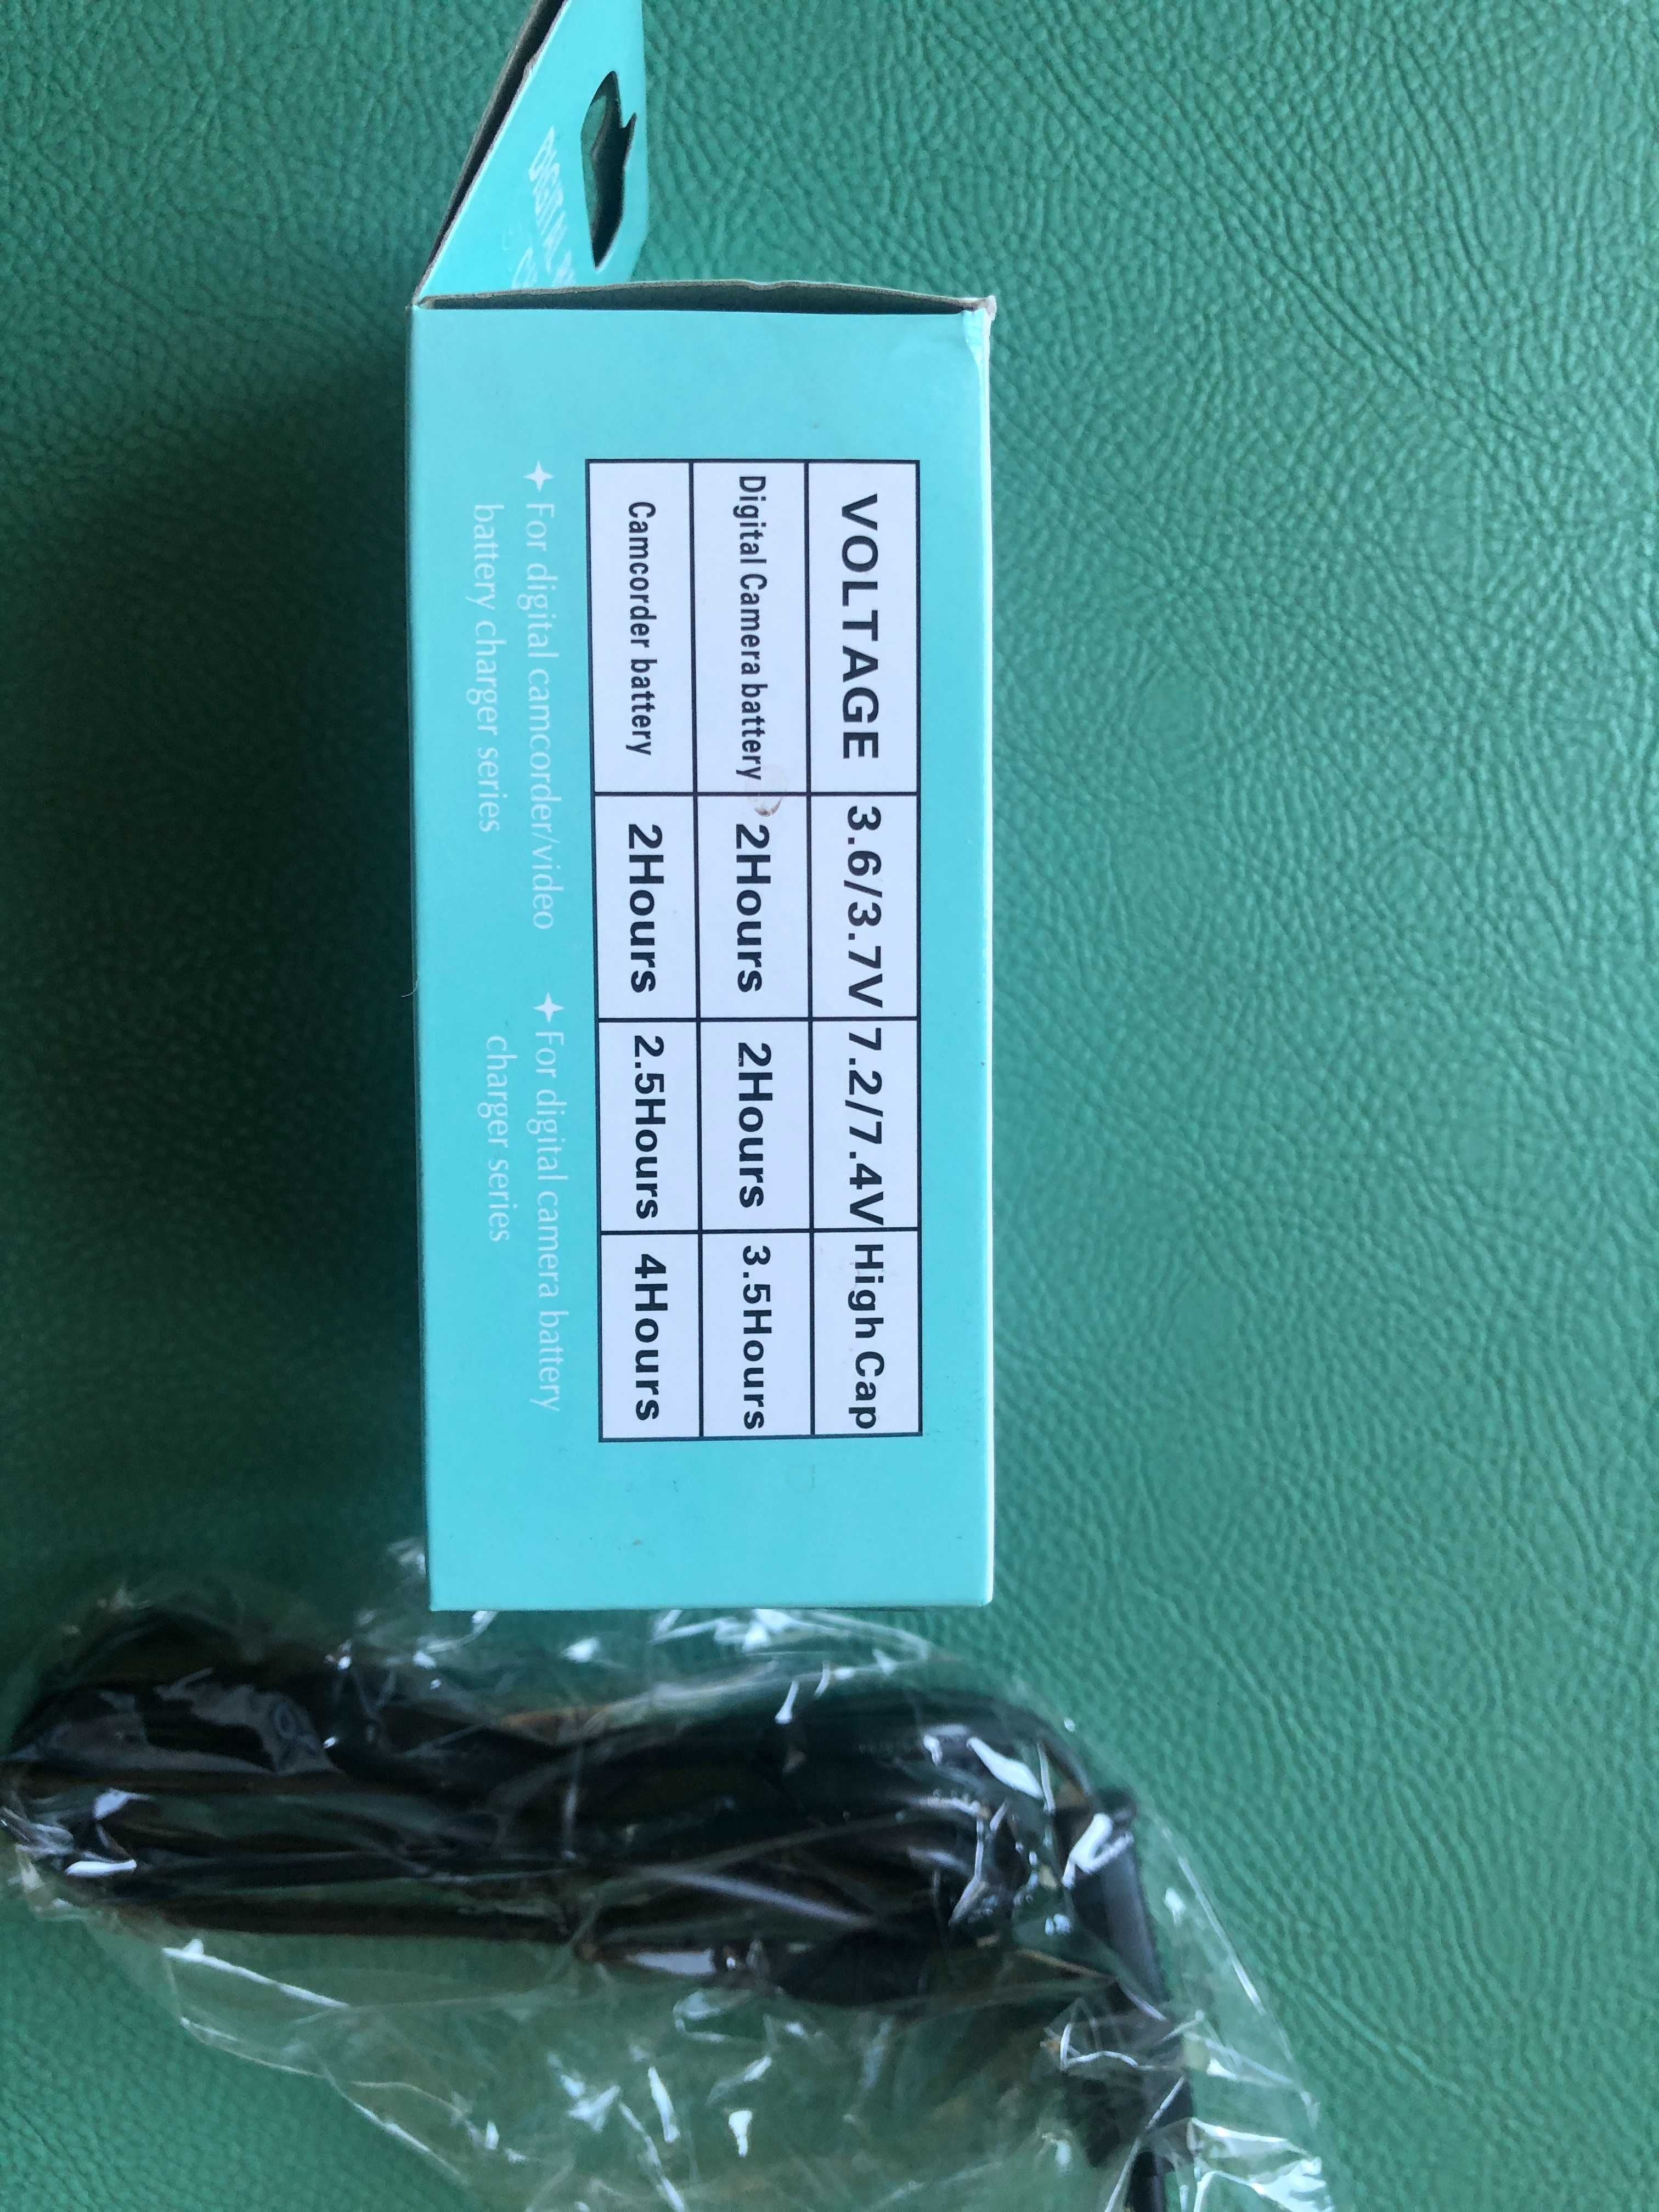 DIGITAL
VOLTAGE 3.6/3.7V 7.2/7.4V High Cap
Digital Camera battery 2Hours 2Hours 3.5Hours
Camcorder battery 2Hours 2.5Hours 4Hours
✦ For digital camcorder/video
battery charger series
✦ For digital camera battery
charger series